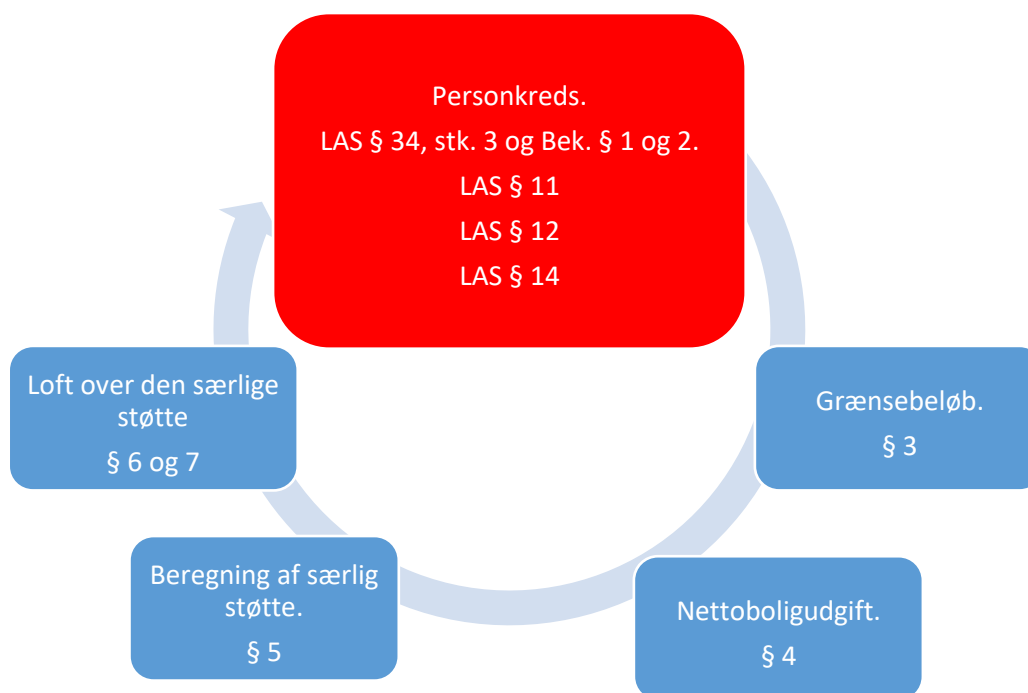 Personkreds.
LAS § 34, stk. 3 og Bek. § 1 og 2.
LAS § 11
LAS § 12
LAS § 14
Grænsebeløb.
§ 3
Nettoboligudgift.
§ 4
Beregning af særlig
støtte.
§ 5
Loft over den særlige
støtte
§ 6 og 7